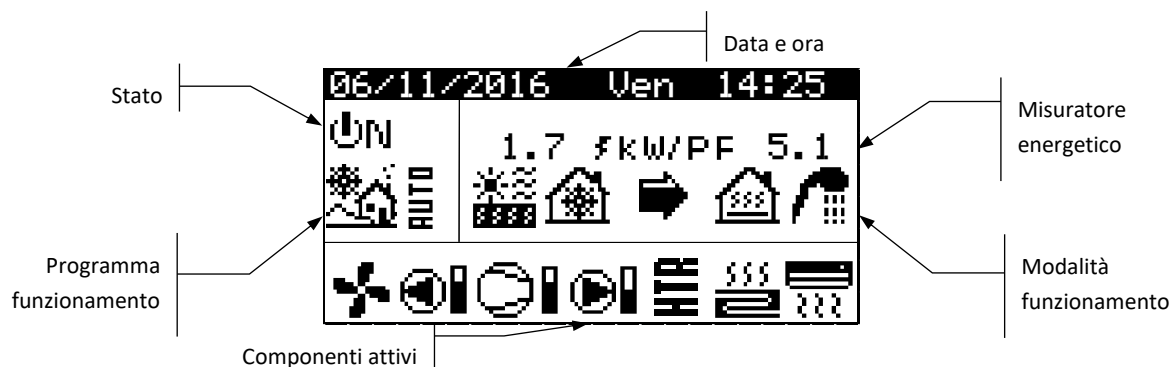 Data e ora
06/11/2016 Ven 14:25
Stato
ON
Misuratore
energetico
1.7 kW/PF 5.1
AUTO
Programma
funzionamento
Modalità
funzionamento
HTR
Componenti attivi